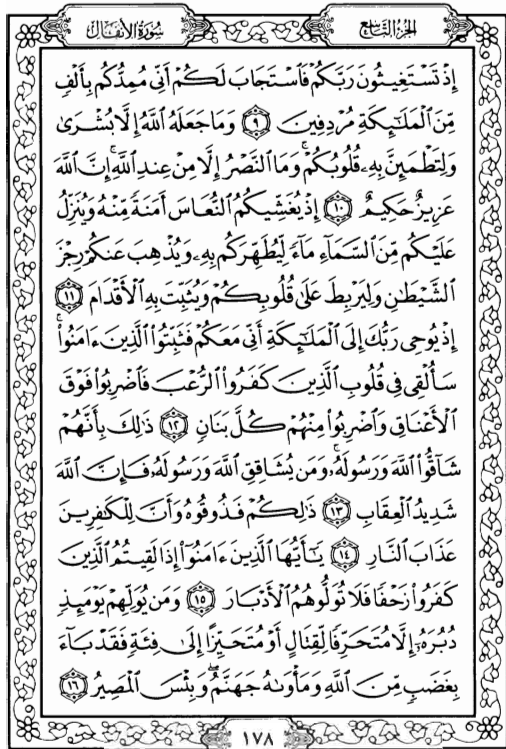 سورة الأنفال
الجزء التاسع
إِذْ تَسْتَغِيثُونَ رَبَّكُمْ فَٱسْتَجَابَ لَكُمْ أَنِّى مُمِدُّكُم بِأَلْفٍ
مِّنَ ٱلْمَلَٰٓئِكَةِ مُرْدِفِينَ ٩ وَمَا جَعَلَهُ ٱللَّهُ إِلَّا بُشْرَىٰ
وَلِتَطْمَئِنَّ بِهِۦ قُلُوبُكُمْ ۚ وَمَا ٱلنَّصْرُ إِلَّا مِنْ عِندِ ٱللَّهِ ۚ إِنَّ ٱللَّهَ
عَزِيزٌ حَكِيمٌ ١٠ إِذْ يُغَشِّيكُمُ ٱلنُّعَاسَ أَمَنَةً مِّنْهُ وَيُنَزِّلُ
عَلَيْكُم مِّنَ ٱلسَّمَآءِ مَآءً لِّيُطَهِّرَكُم بِهِۦ وَيُذْهِبَ عَنكُمْ رِجْزَ
ٱلشَّيْطَٰنِ وَلِيَرْبِطَ عَلَىٰ قُلُوبِكُمْ وَيُثَبِّتَ بِهِ ٱلْأَقْدَامَ ١١
إِذْ يُوحِى رَبُّكَ إِلَى ٱلْمَلَٰٓئِكَةِ أَنِّى مَعَكُمْ فَثَبِّتُوا۟ ٱلَّذِينَ ءَامَنُوا۟ ۚ
سَأُلْقِى فِى قُلُوبِ ٱلَّذِينَ كَفَرُوا۟ ٱلرُّعْبَ فَٱضْرِبُوا۟ فَوْقَ
ٱلْأَعْنَاقِ وَٱضْرِبُوا۟ مِنْهُمْ كُلَّ بَنَانٍ ١٢ ذَٰلِكَ بِأَنَّهُمْ
شَآقُّوا۟ ٱللَّهَ وَرَسُولَهُۥ ۚ وَمَن يُشَاقِقِ ٱللَّهَ وَرَسُولَهُۥ فَإِنَّ ٱللَّهَ
شَدِيدُ ٱلْعِقَابِ ١٣ ذَٰلِكُمْ فَذُوقُوهُ وَأَنَّ لِلْكَٰفِرِينَ
عَذَابَ ٱلنَّارِ ١٤ يَٰٓأَيُّهَا ٱلَّذِينَ ءَامَنُوٓا۟ إِذَا لَقِيتُمُ ٱلَّذِينَ
كَفَرُوا۟ زَحْفًا فَلَا تُوَلُّوهُمُ ٱلْأَدْبَارَ ١٥ وَمَن يُوَلِّهِمْ يَوْمَئِذٍ
دُبُرَهُۥٓ إِلَّا مُتَحَرِّفًا لِّقِتَالٍ أَوْ مُتَحَيِّزًا إِلَىٰ فِئَةٍ فَقَدْ بَآءَ
بِغَضَبٍ مِّنَ ٱللَّهِ وَمَأْوَىٰهُ جَهَنَّمُ ۖ وَبِئْسَ ٱلْمَصِيرُ ١٦
١٧٨